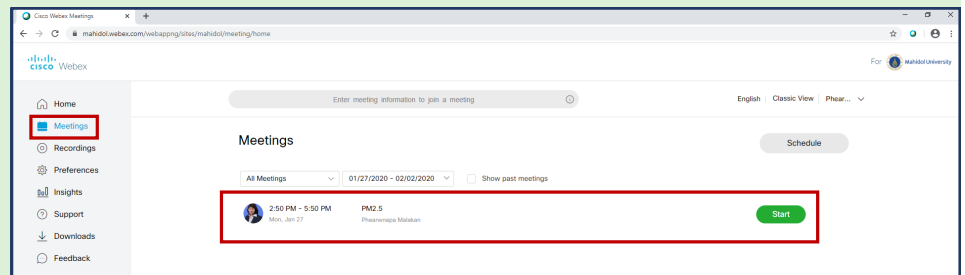 Cisco Webex Meetings
mahidol.webex.com/webappng/sites/mahidol/meeting/home
CISCO Webex
For Mahidol University
Enter meeting information to join a meeting
English Classic View Phear...
Home
Meetings
Recordings
Preferences
Insights
Support
Downloads
Feedback
Meetings
Schedule
All Meetings 01/27/2020 - 02/02/2020 Show past meetings
2:50 PM - 5:50 PM PM2.5
Mon, Jan 27 Phearwnapa Malakan
Start